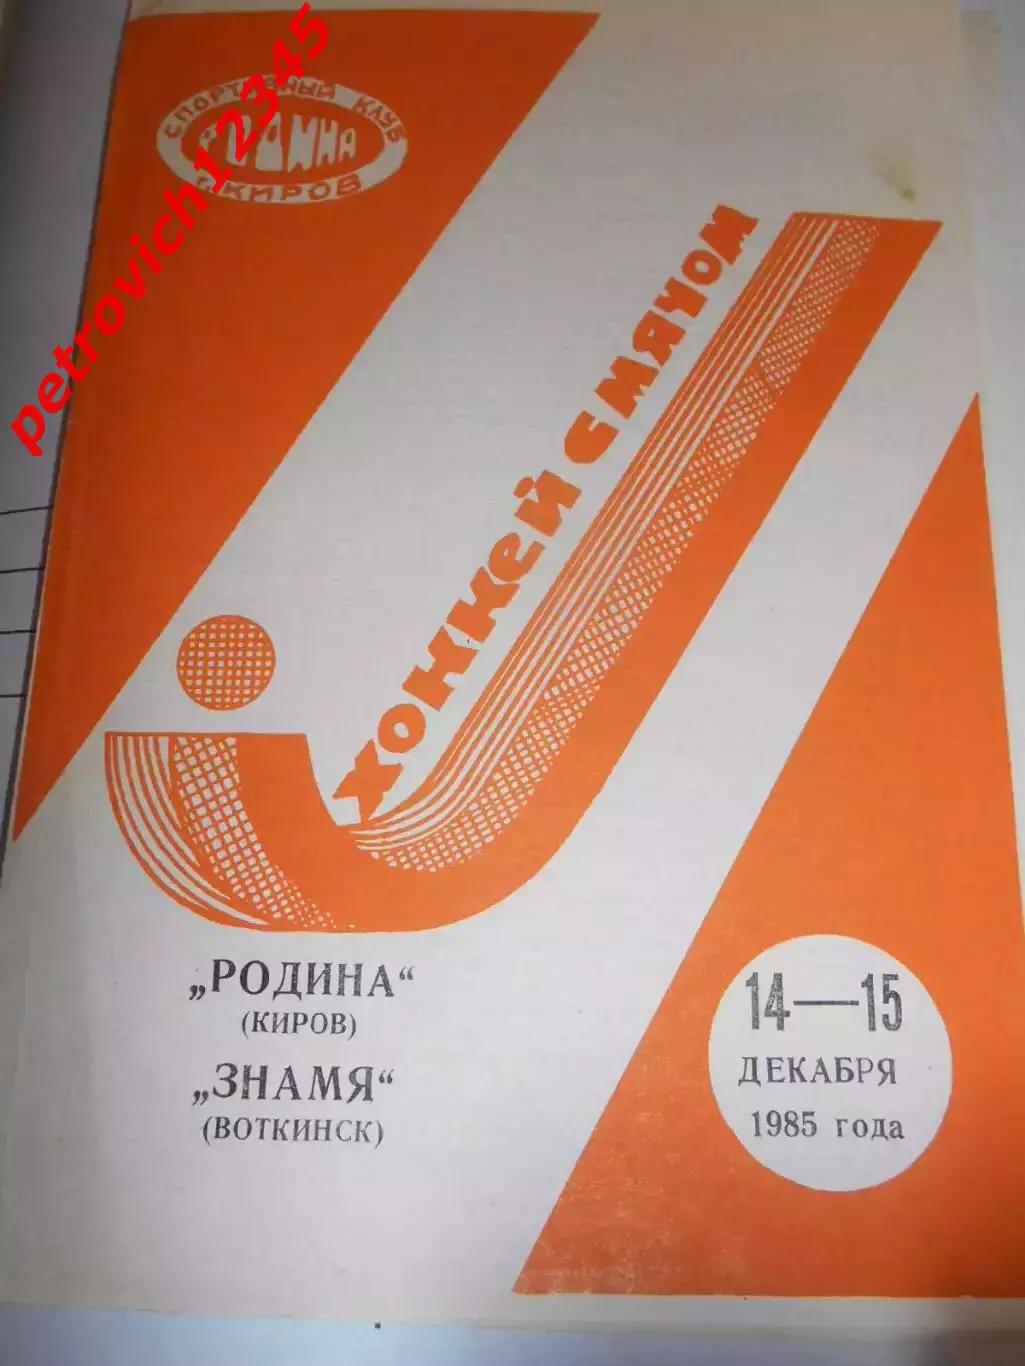 СПОРТИВНЫЙ КЛУБ
РОДИНА
г. КИРОВ
petrovich12345
ХОККЕЙ С МЯЧОМ
„РОДИНА“
(КИРОВ)
„ЗНАМЯ“
(ВОТКИНСК)
14—15
ДЕКАБРЯ
1985 года